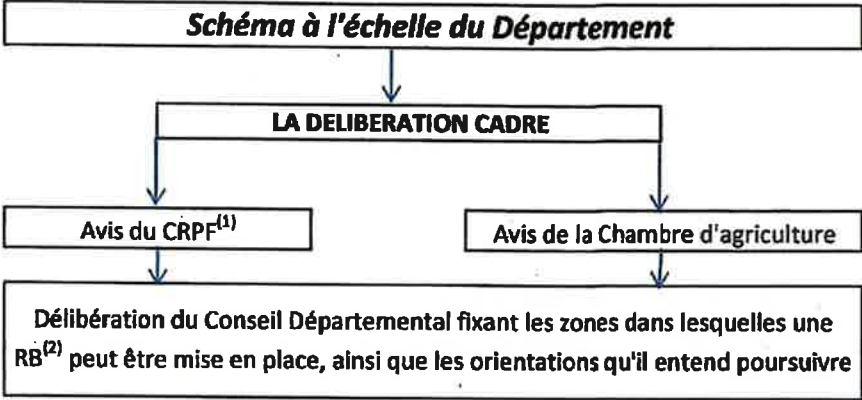 Schéma à l'échelle du Département
LA DELIBERATION CADRE
Avis du CRPF(1)
Avis de la Chambre d'agriculture
Délibération du Conseil Départemental fixant les zones dans lesquelles une
RB(2) peut être mise en place, ainsi que les orientations qu'il entend poursuivre